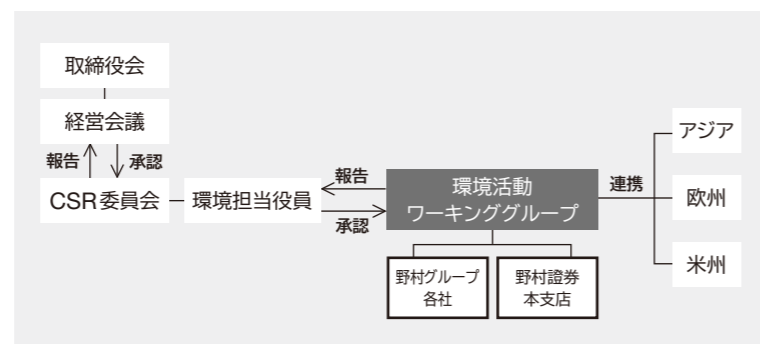 取締役会
経営会議
報告
承認
CSR委員会
環境担当役員
報告
承認
環境活動
ワーキンググループ
連携
アジア
欧州
米州
野村グループ
各社
野村證券
本支店